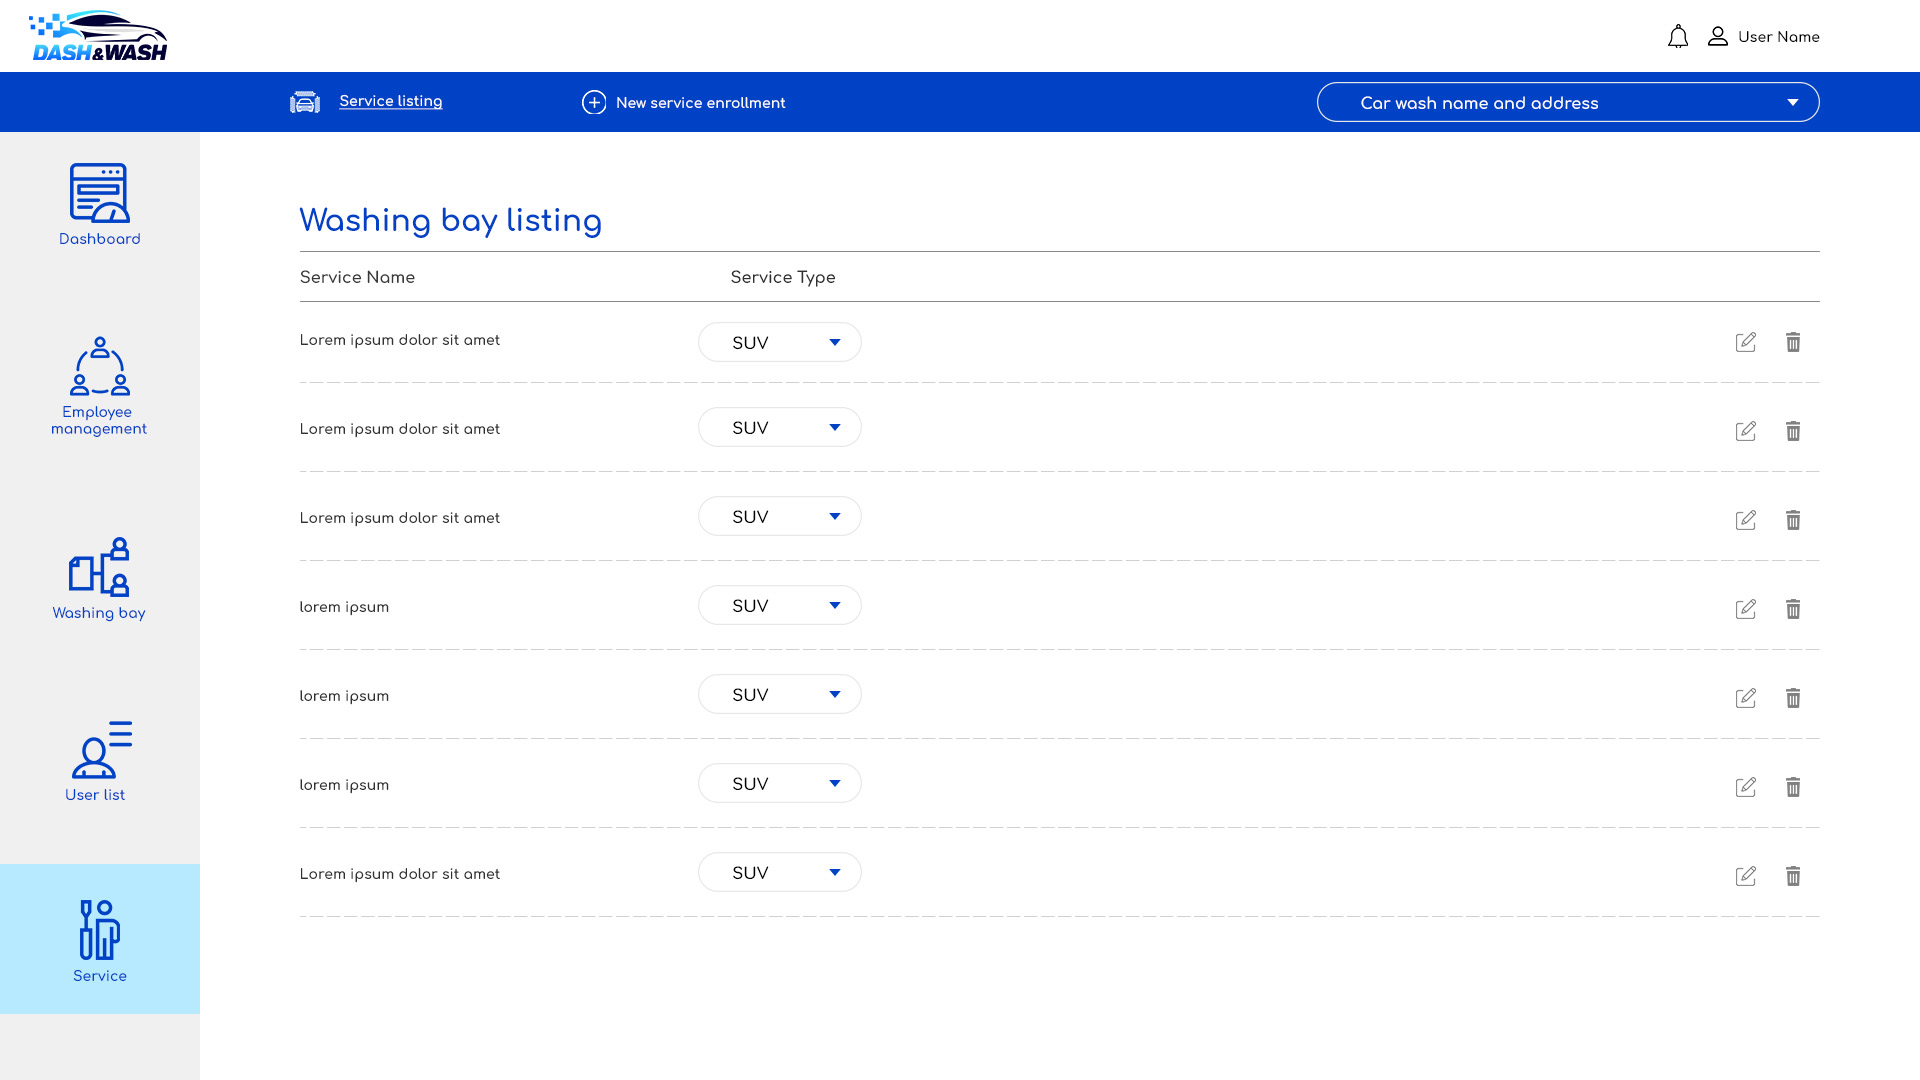 DASH&WASH
User Name
Service listing
New service enrollment
Car wash name and address
Dashboard
Employee
management
Washing bay
User list
Service
Washing bay listing
Service Name Service Type
Lorem ipsum dolor sit amet SUV
Lorem ipsum dolor sit amet SUV
Lorem ipsum dolor sit amet SUV
lorem ipsum SUV
lorem ipsum SUV
lorem ipsum SUV
Lorem ipsum dolor sit amet SUV